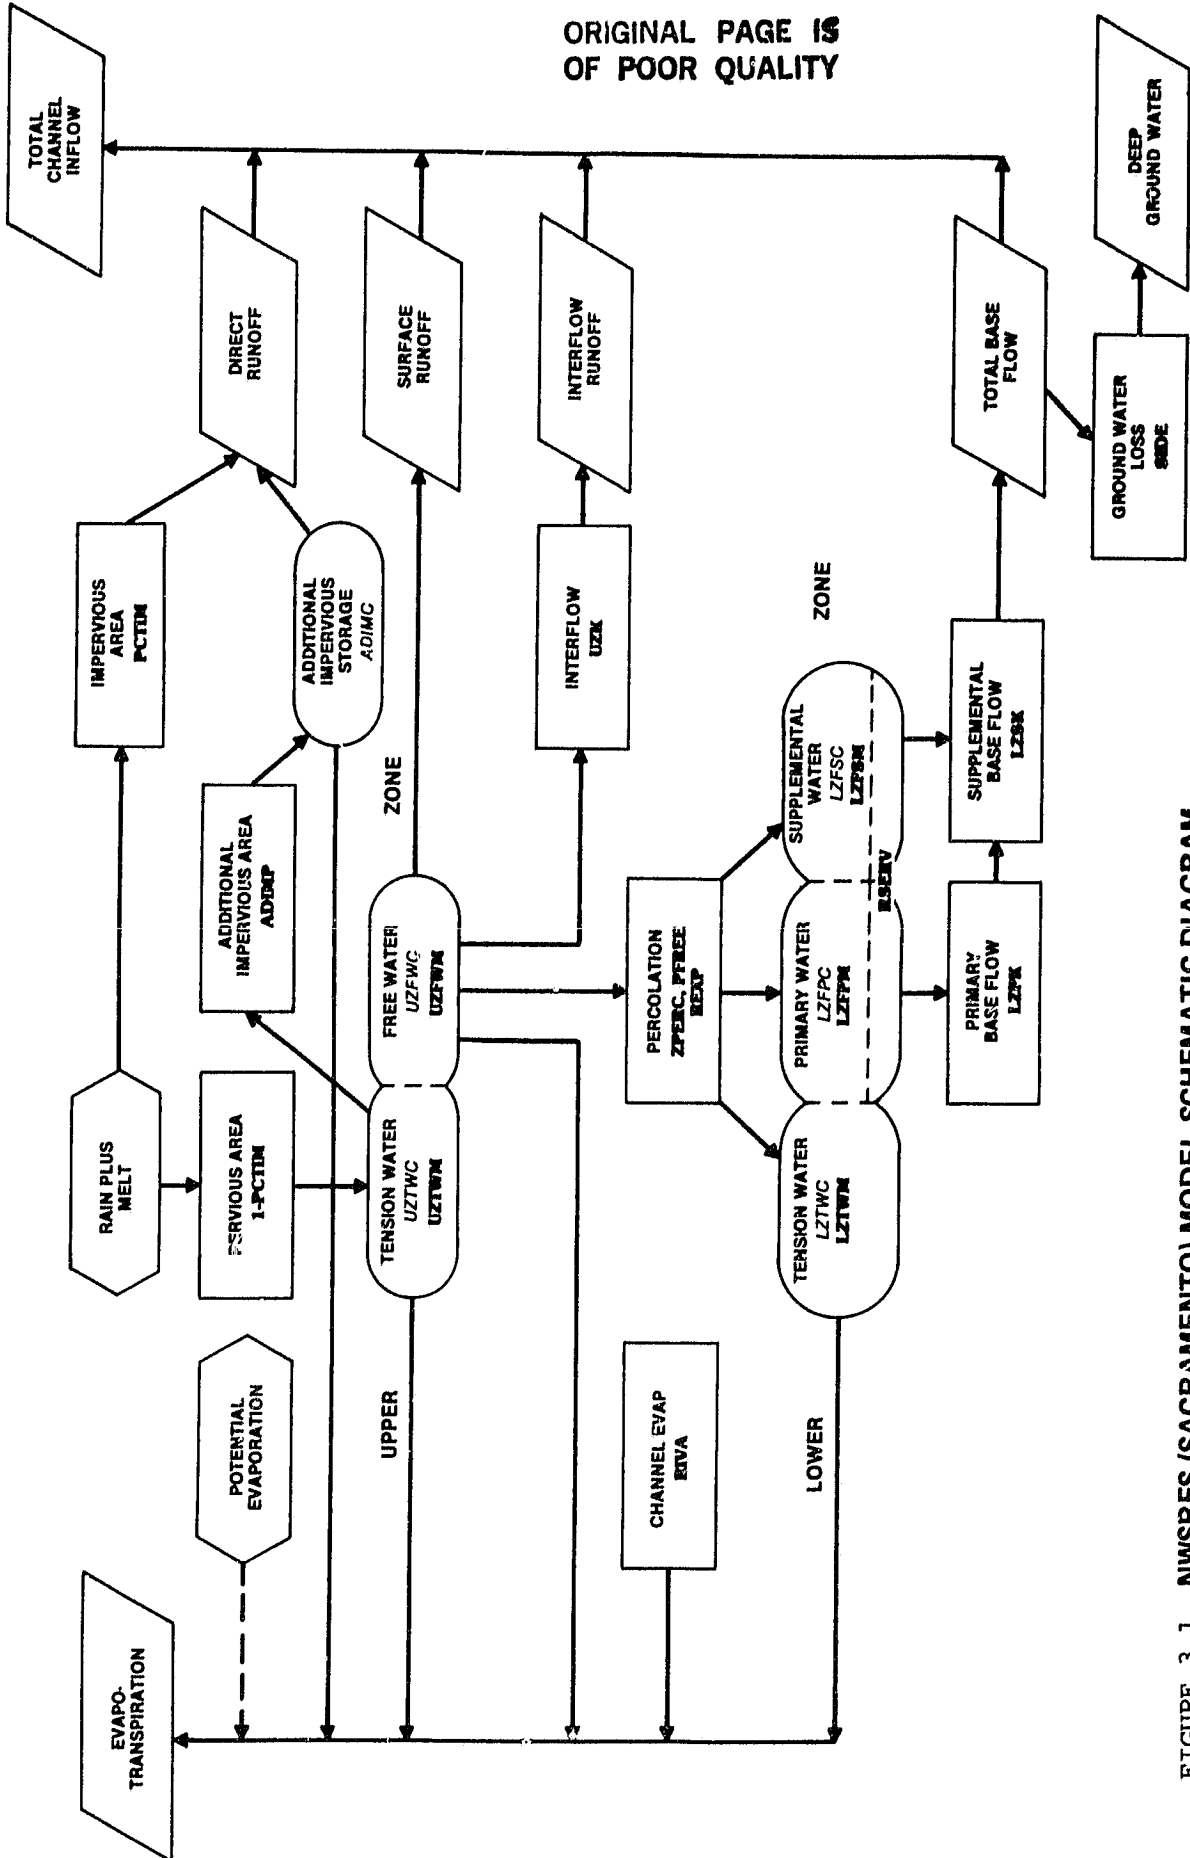 ORIGINAL PAGE IS
OF POOR QUALITY
EVAPO-
TRANSPIRATION
POTENTIAL
EVAPORATION
RAIN PLUS
MELT
PERVIOUS AREA
1-PCTIM
IMPERVIOUS
AREA
PCTIM
TOTAL
CHANNEL
INFLOW
ADDITIONAL
IMPERVIOUS AREA
ADIMP
ADDITIONAL
IMPERVIOUS
STORAGE
ADIMC
DIRECT
RUNOFF
UPPER
TENSION WATER
UZTWC
UZTWM
FREE WATER
UZFWC
UZFWM
ZONE
SURFACE
RUNOFF
INTERFLOW
UZK
INTERFLOW
RUNOFF
CHANNEL EVAP
RIVA
PERCOLATION
ZPERC, PFREE
REXP
LOWER
TENSION WATER
LZTWC
LZTWM
PRIMARY WATER
LZFPC
LZFPM
SUPPLEMENTAL
WATER
LZFSC
LZFSM
RSERV
ZONE
PRIMARY
BASE FLOW
LZPK
SUPPLEMENTAL
BASE FLOW
LZSK
TOTAL BASE
FLOW
GROUND WATER
LOSS
SIDE
DEEP
GROUND WATER
FIGURE 3.1 NWSRFS (SACRAMENTO) MODEL SCHEMATIC DIAGRAM